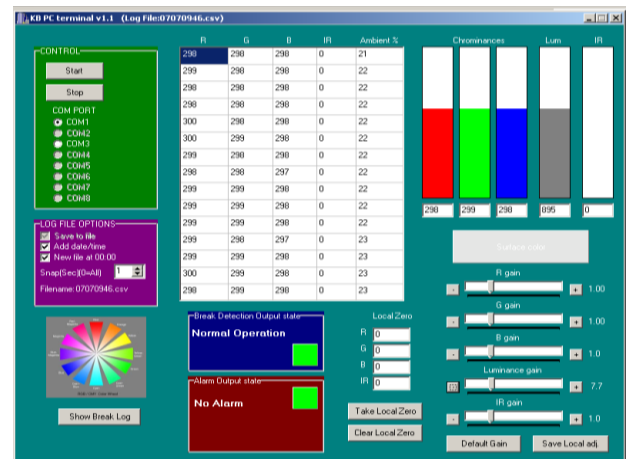 KB PC terminal v1.1 (Log File:07070946.csv)
CONTROL
Start
Stop
COM PORT
COM1
COM2
COM3
COM4
COM5
COM6
COM7
COM8
LOG FILE OPTIONS
Save to file
Add date/time
New file at 00:00
Snap(Sec)(0=All) 1
Filename:07070946.csv
Show Break Log
R G B IR Ambient %
298 298 298 0 21
299 298 298 0 22
298 298 298 0 22
298 298 298 0 22
300 298 298 0 22
300 299 298 0 22
299 298 298 0 22
298 298 297 0 22
299 299 298 0 22
299 299 298 0 22
299 299 298 0 22
299 298 297 0 23
299 298 298 0 23
300 299 298 0 23
298 299 298 0 23
Break Detection Output state
Normal Operation
Alarm Output state
No Alarm
Local Zero
R 0
G 0
B 0
IR 0
Take Local Zero
Clear Local Zero
Chrominances Lum IR
298 299 298 095 0
Surface color
R gain
- + 1.00
G gain
- + 1.00
B gain
- + 1.0
Luminance gain
+ 7.7
IR gain
- + 1.0
Default Gain Save Local adj.